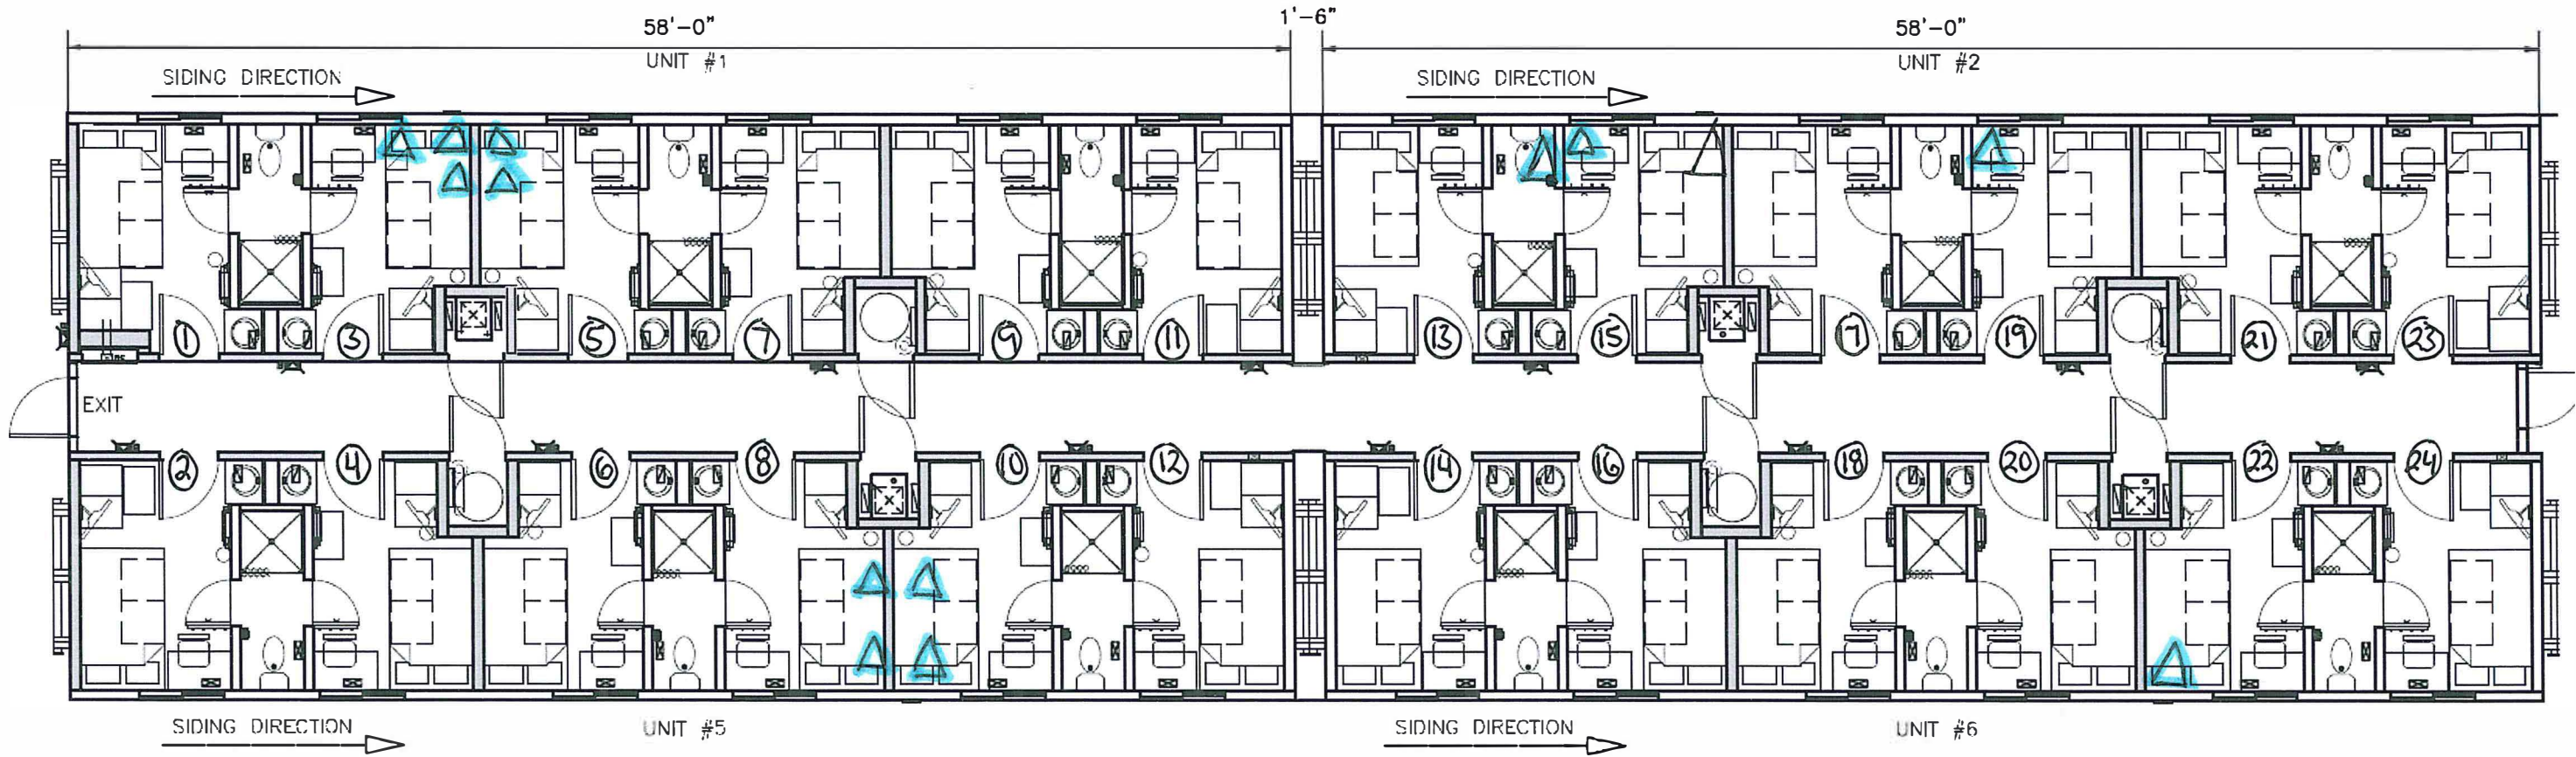 58'-0" 1'-6" 58'-0"
UNIT #1 UNIT #2
SIDING DIRECTION SIDING DIRECTION
1 3 5 7 9 11 13 15 17 19 21 23
EXIT
2 4 6 8 10 12 14 16 18 20 22 24
SIDING DIRECTION UNIT #5 SIDING DIRECTION UNIT #6